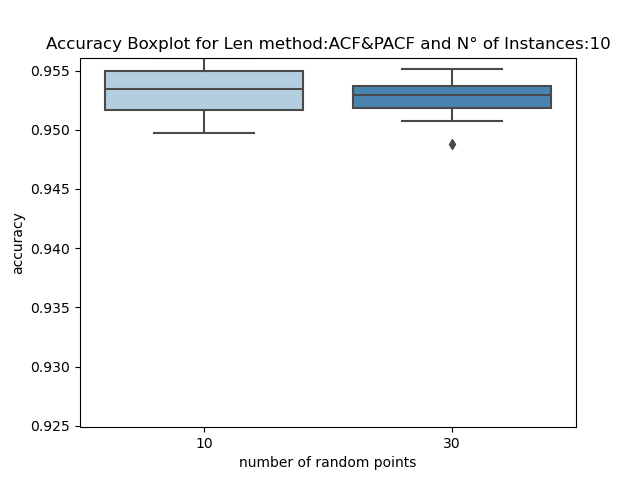 Accuracy Boxplot for Len method:ACF&PACF and N° of Instances:10
0.955
0.950
0.945
0.940
0.935
0.930
0.925
accuracy
10 30
number of random points